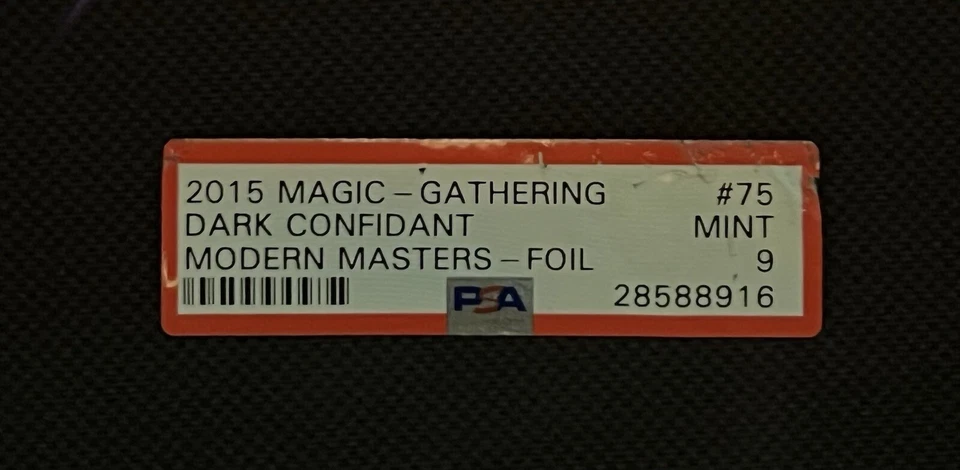 2015 MAGIC – GATHERING #75
DARK CONFIDANT MINT
MODERN MASTERS – FOIL 9
PSA 28588916